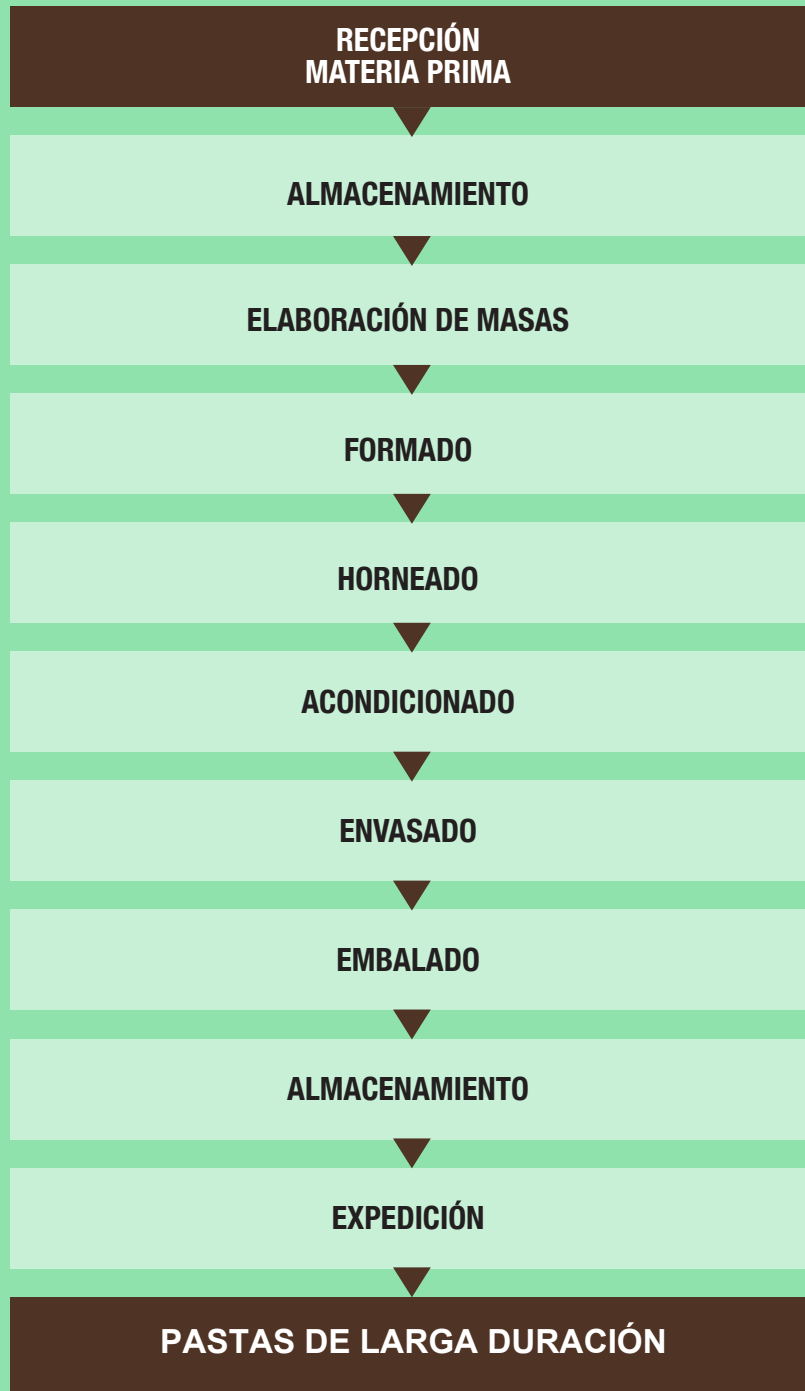 RECEPCIÓN
MATERIA PRIMA
ALMACENAMIENTO
ELABORACIÓN DE MASAS
FORMADO
HORNEADO
ACONDICIONADO
ENVASADO
EMBALADO
ALMACENAMIENTO
EXPEDICIÓN
PASTAS DE LARGA DURACIÓN